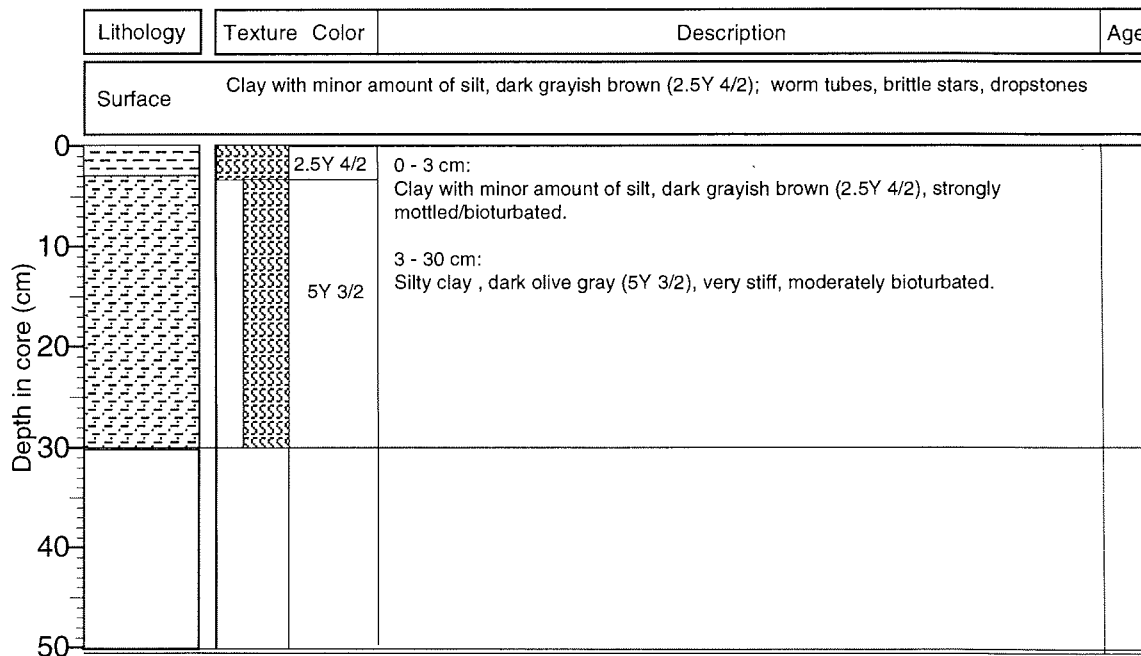 Lithology Texture Color Description Age
Surface Clay with minor amount of silt, dark grayish brown (2.5Y 4/2); worm tubes, brittle stars, dropstones
0 2.5Y 4/2 0 - 3 cm:
Clay with minor amount of silt, dark grayish brown (2.5Y 4/2), strongly
mottled/bioturbated.
10
3 - 30 cm:
5Y 3/2 Silty clay , dark olive gray (5Y 3/2), very stiff, moderately bioturbated.
20
30
40
50
Depth in core (cm)